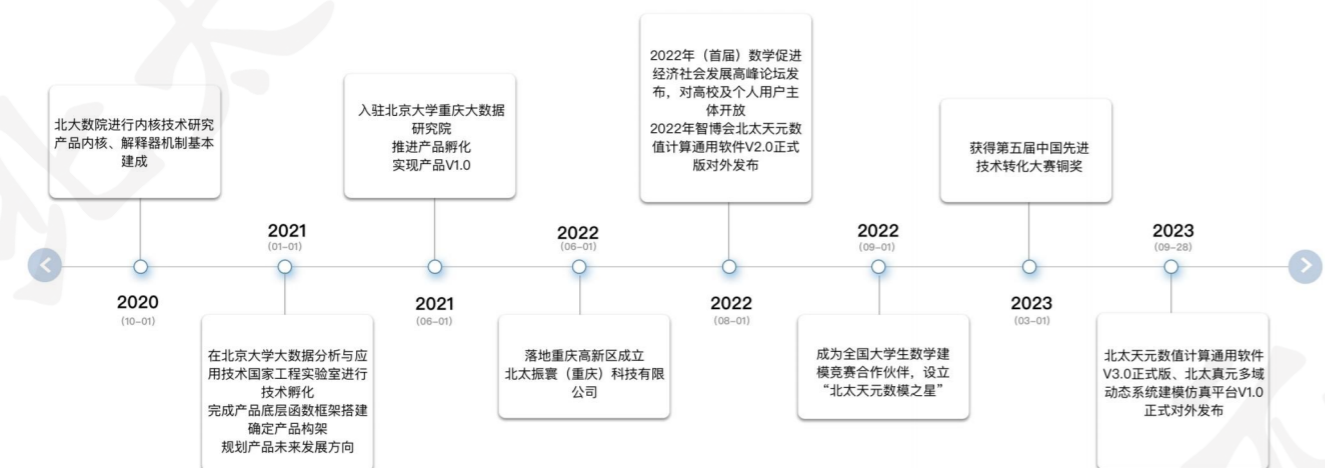 北大数院进行内核技术研究
产品内核、解释器机制基本
建成
2020
(10-01)
2021
(01-01)
在北京大学大数据分析与应
用技术国家工程实验室进行
技术孵化
完成产品底层函数框架搭建
确定产品构架
规划产品未来发展方向
入驻北京大学重庆大数据
研究院
推进产品孵化
实现产品V1.0
2021
(06-01)
2022
(06-01)
落地重庆高新区成立
北太振寰（重庆）科技有限
公司
2022年（首届）数学促进
经济社会发展高峰论坛发
布，对高校及个人用户主
体开放
2022年智博会北太天元数
值计算通用软件V2.0正式
版对外发布
2022
(08-01)
2022
(09-01)
成为全国大学生数学建
模竞赛合作伙伴，设立
“北太天元数模之星”
获得第五届中国先进
技术转化大赛铜奖
2023
(03-01)
2023
(09-28)
北太天元数值计算通用软件
V3.0正式版、北太真元多域
动态系统建模仿真平台V1.0
正式对外发布